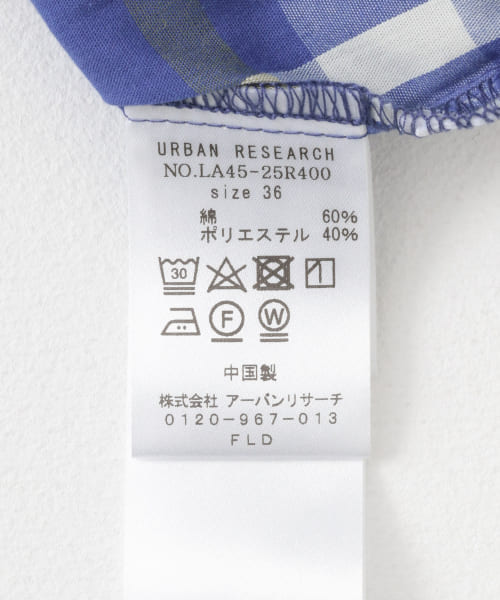 URBAN RESEARCH
NO.LA45-25R400
size 36
綿 60%
ポリエステル 40%
30
F W
中国製
株式会社 アーバンリサーチ
0120-967-013
FLD